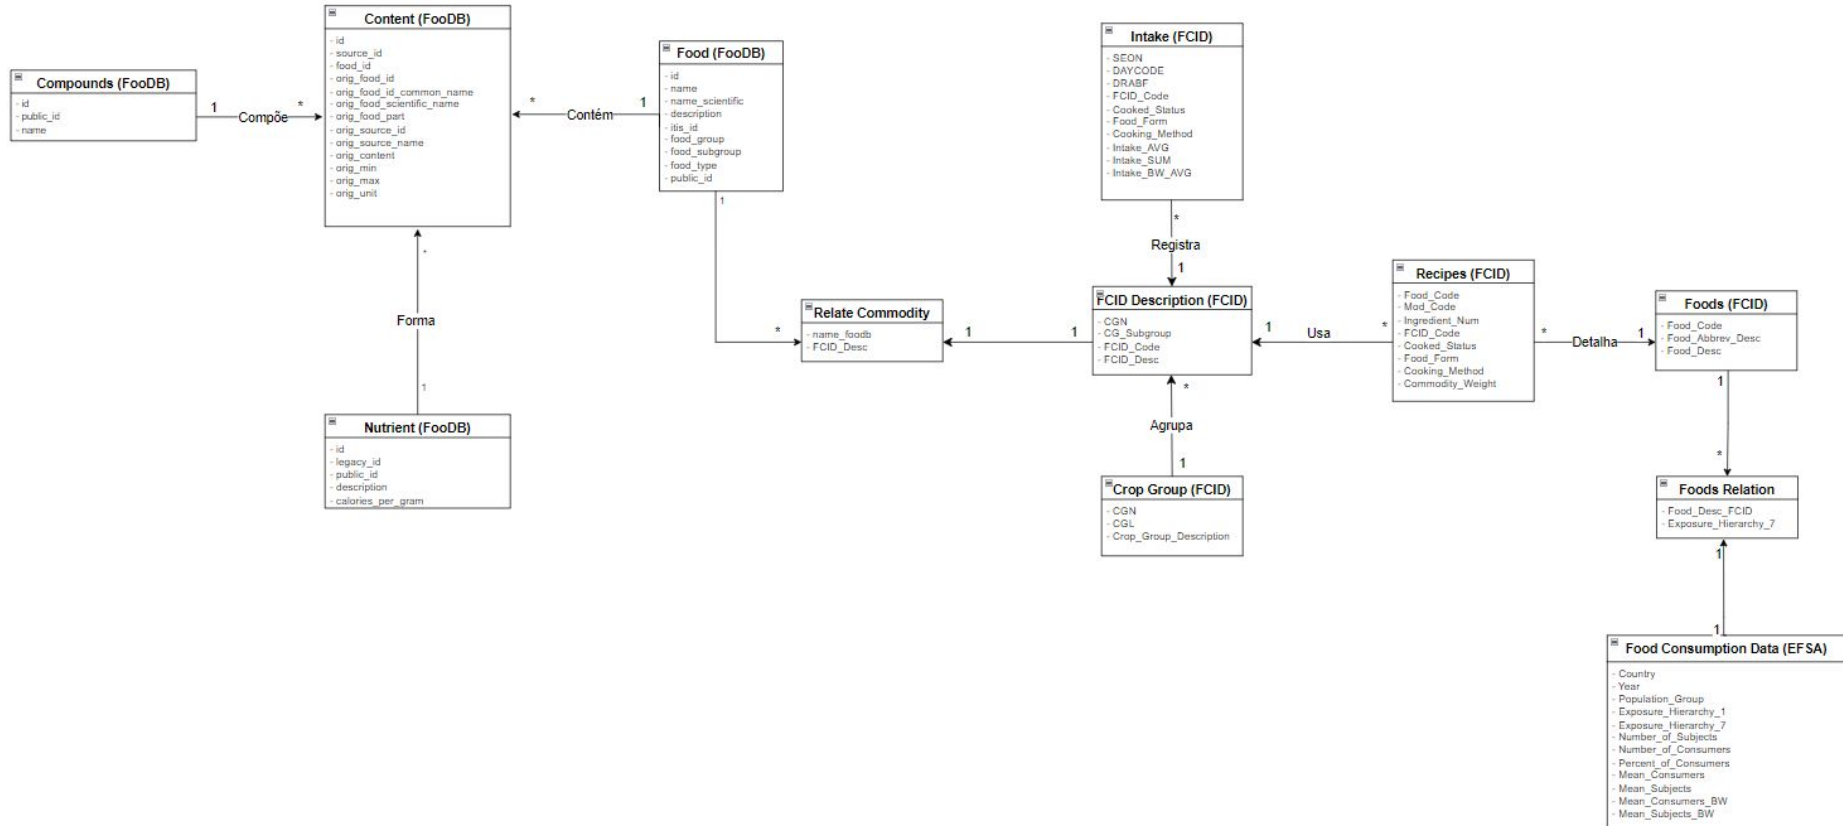 Compounds (FooDB)
- id
- public_id
- name
1
Compõe
*
Content (FooDB)
- id
- source_id
- food_id
- orig_food_id
- orig_food_id_common_name
- orig_food_scientific_name
- orig_food_part
- orig_source_id
- orig_source_name
- orig_content
- orig_min
- orig_max
- orig_unit
*
Contém
1
Food (FooDB)
- id
- name
- name_scientific
- description
- itis_id
- food_group
- food_subgroup
- food_type
- public_id
1
*
*
Forma
1
Nutrient (FooDB)
- id
- legacy_id
- public_id
- description
- calories_per_gram
Relate Commodity
- name_foodb
- FCID_Desc
1
1
Intake (FCID)
- SEON
- DAYCODE
- DRABF
- FCID_Code
- Cooked_Status
- Food_Form
- Cooking_Method
- Intake_AVG
- Intake_SUM
- Intake_BW_AVG
*
Registra
1
FCID Description (FCID)
- CGN
- CG_Subgroup
- FCID_Code
- FCID_Desc
*
Agrupa
1
Crop Group (FCID)
- CGN
- CGL
- Crop_Group_Description
1
Usa
*
Recipes (FCID)
- Food_Code
- Mod_Code
- Ingredient_Num
- FCID_Code
- Cooked_Status
- Food_Form
- Cooking_Method
- Commodity_Weight
*
Detalha
1
Foods (FCID)
- Food_Code
- Food_Abbrev_Desc
- Food_Desc
1
*
Foods Relation
- Food_Desc_FCID
- Exposure_Hierarchy_7
1
1
Food Consumption Data (EFSA)
- Country
- Year
- Population_Group
- Exposure_Hierarchy_1
- Exposure_Hierarchy_7
- Number_of_Subjects
- Number_of_Consumers
- Percent_of_Consumers
- Mean_Consumers
- Mean_Subjects
- Mean_Consumers_BW
- Mean_Subjects_BW